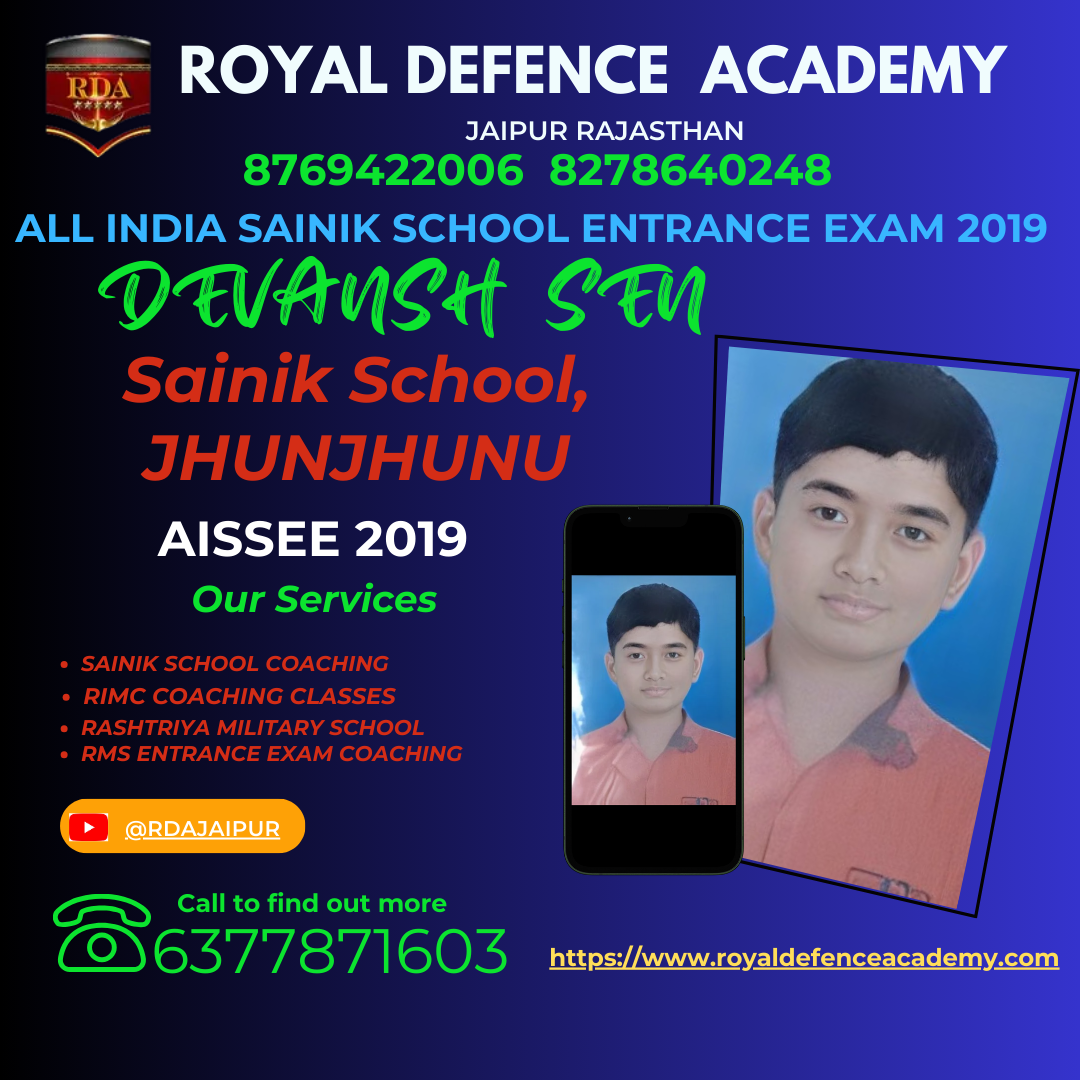 RDA
ROYAL DEFENCE ACADEMY
JAIPUR RAJASTHAN
8769422006 8278640248
ALL INDIA SAINIK SCHOOL ENTRANCE EXAM 2019
DEVANSH SEN
Sainik School,
JHUNJHUNU
AISSEE 2019
Our Services
• SAINIK SCHOOL COACHING
• RIMC COACHING CLASSES
• RASHTRIYA MILITARY SCHOOL
• RMS ENTRANCE EXAM COACHING
@RDAJAIPUR
Call to find out more
6377871603
https://www.royaldefenceacademy.com